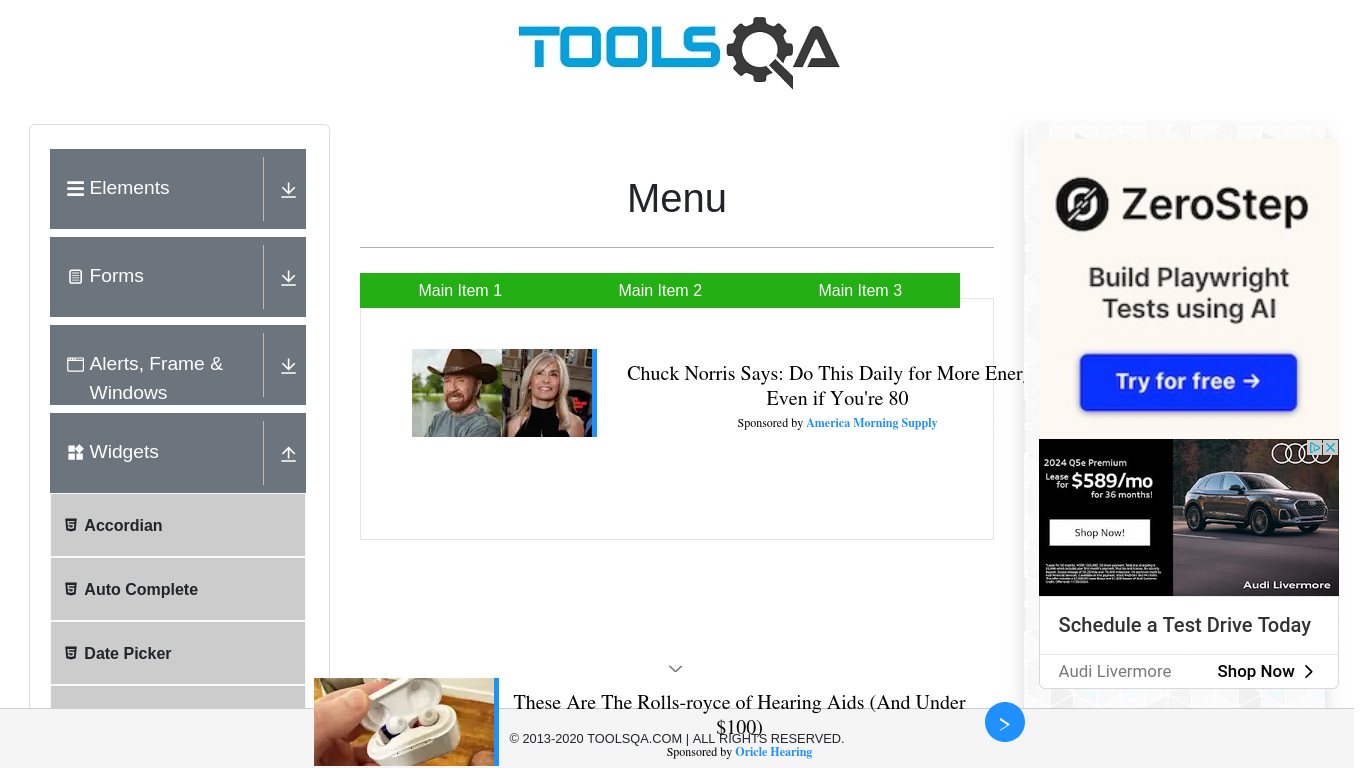 TOOLSQA
Elements
Forms
Alerts, Frame &
Windows
Widgets
Accordian
Auto Complete
Date Picker
Menu
Main Item 1
Main Item 2
Main Item 3
Chuck Norris Says: Do This Daily for More Energy
Even if You're 80
Sponsored by America Morning Supply
ZeroStep
Build Playwright
Tests using AI
Try for free →
2024 Q5e Premium
Lease for $589/mo
for 36 months!
Shop Now!
Audi Livermore
Schedule a Test Drive Today
Audi Livermore
Shop Now
These Are The Rolls-royce of Hearing Aids (And Under
$100)
Sponsored by Oricle Hearing
© 2013-2020 TOOLSQA.COM | ALL RIGHTS RESERVED.